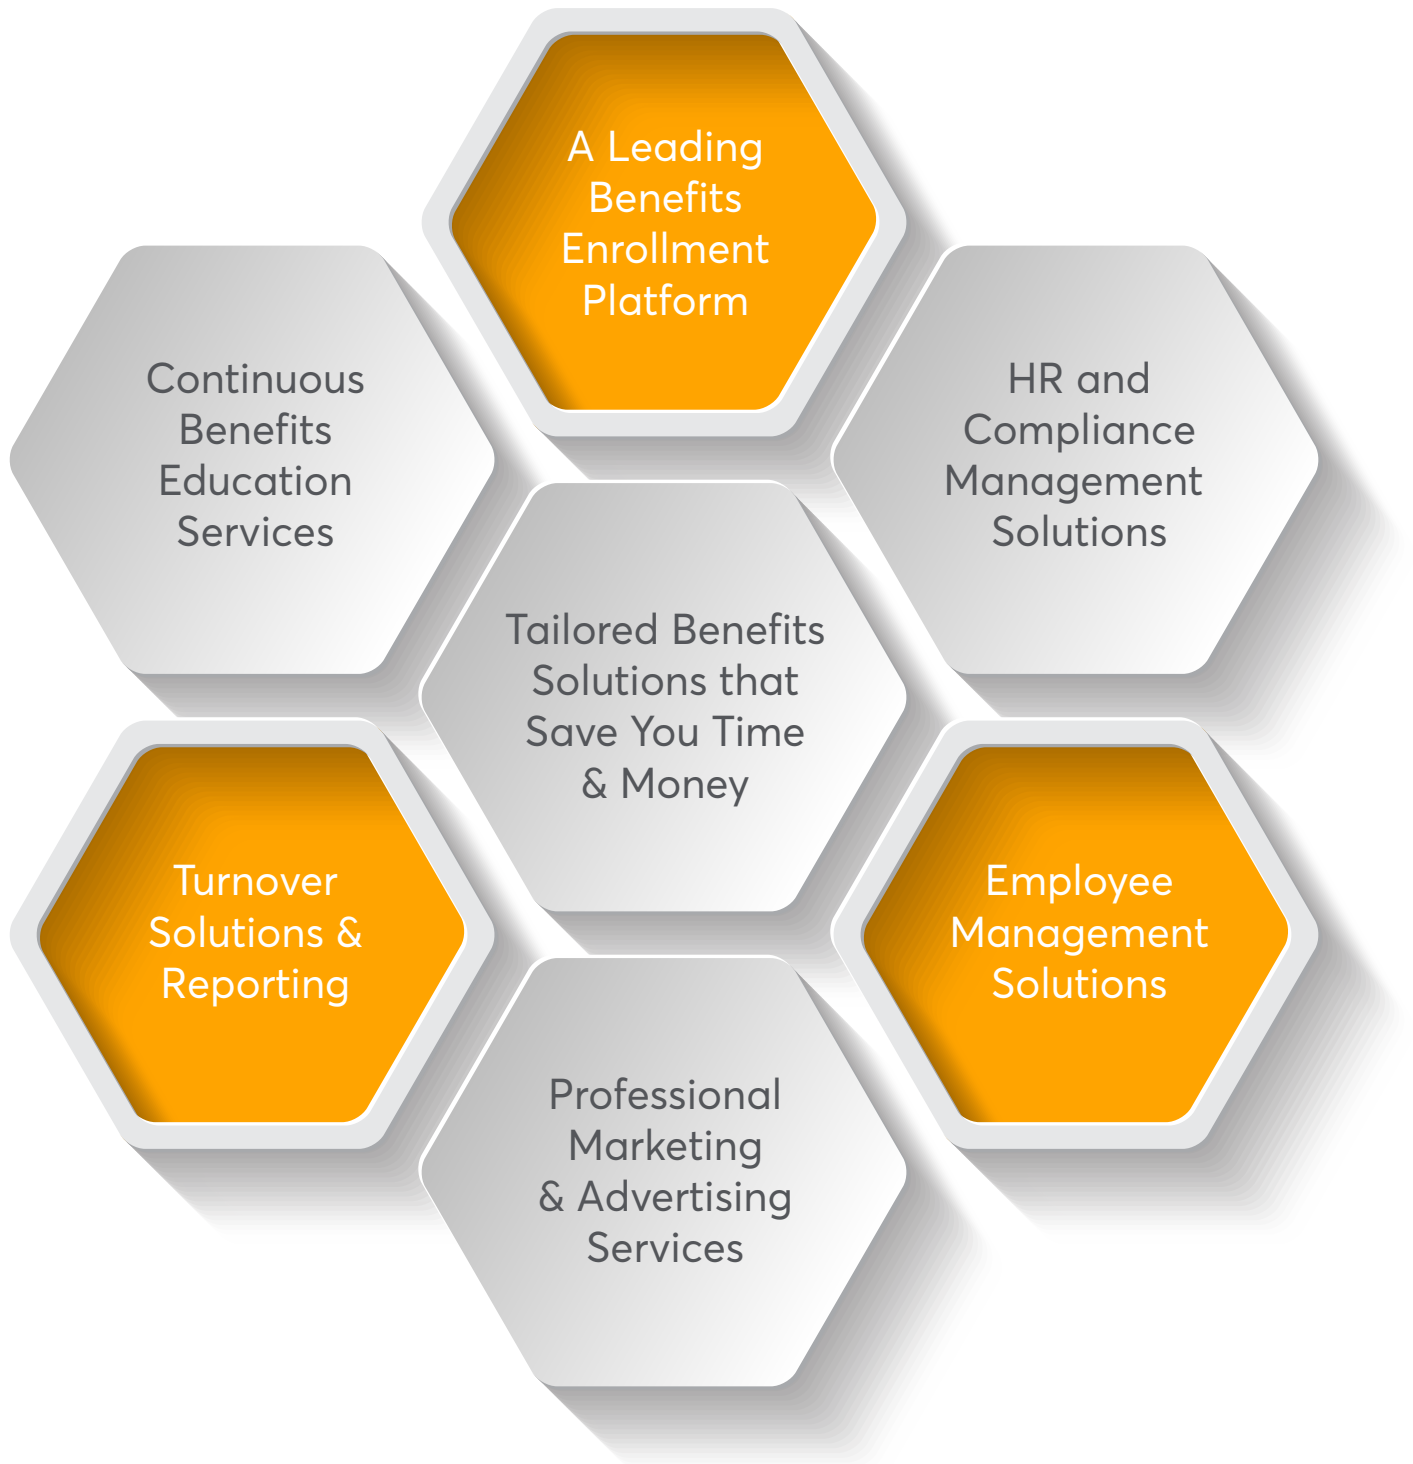 A Leading
Benefits
Enrollment
Platform
Continuous
Benefits
Education
Services
HR and
Compliance
Management
Solutions
Tailored Benefits
Solutions that
Save You Time
& Money
Turnover
Solutions &
Reporting
Employee
Management
Solutions
Professional
Marketing
& Advertising
Services